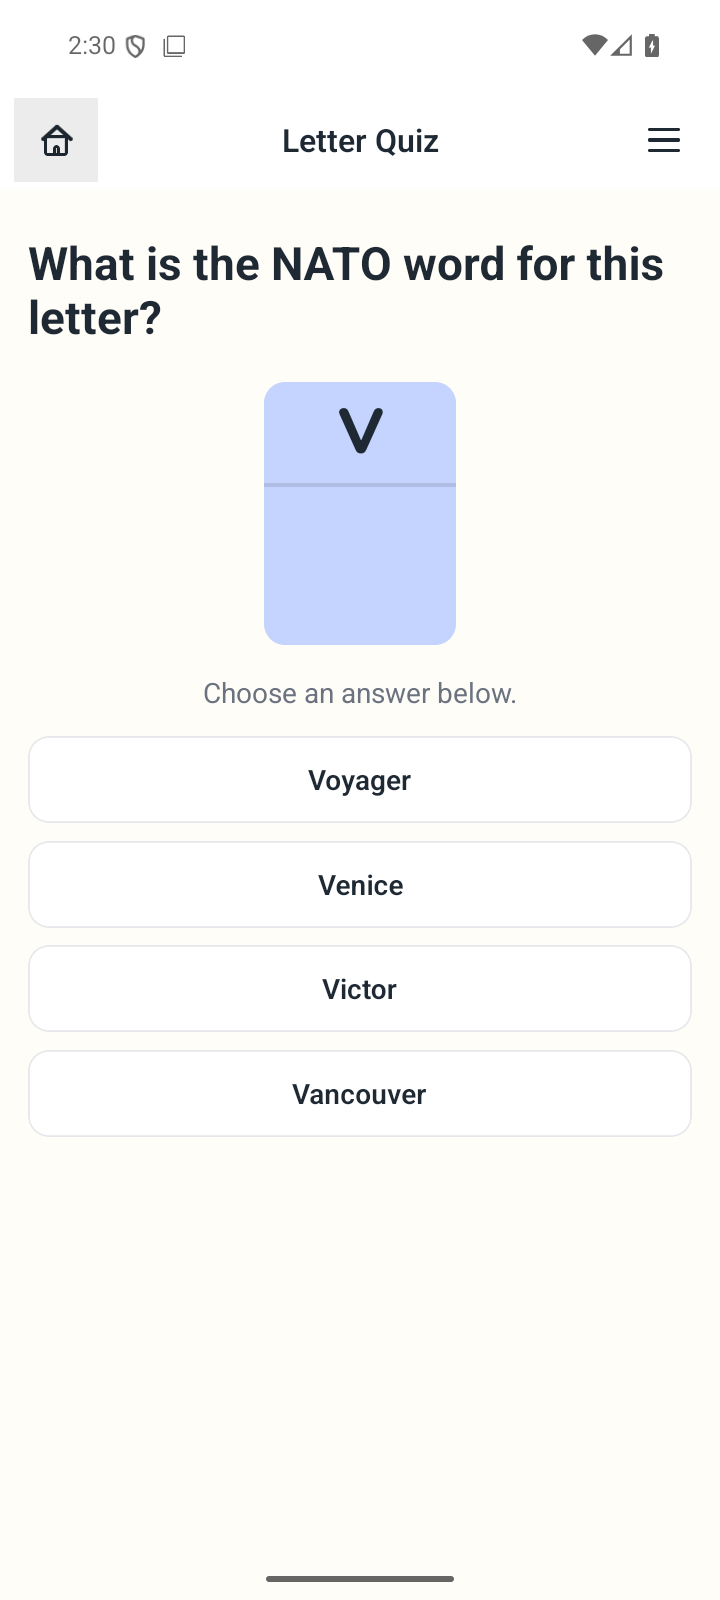 2:30
Letter Quiz
What is the NATO word for this
letter?
V
Choose an answer below.
Voyager
Venice
Victor
Vancouver